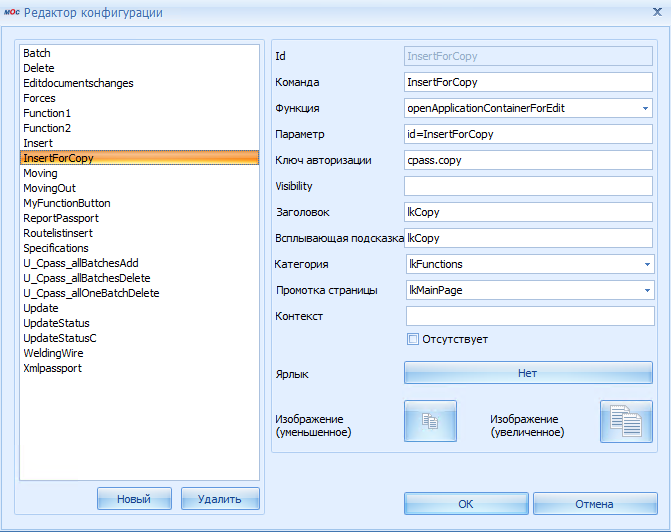 МОС Редактор конфигурации
Batch
Delete
Editdocumentschanges
Forces
Function1
Function2
Insert
InsertForCopy
Moving
MovingOut
MyFunctionButton
ReportPassport
Routelistinsert
Specifications
U_Cpass_allBatchesAdd
U_Cpass_allBatchesDelete
U_Cpass_allOneBatchDelete
Update
UpdateStatus
UpdateStatusC
WeldingWire
Xmlpassport
Новый Удалить
Id InsertForCopy
Команда InsertForCopy
Функция openApplicationContainerForEdit
Параметр id=InsertForCopy
Ключ авторизации cpass.copy
Visibility
Заголовок lkCopy
Всплывающая подсказка lkCopy
Категория lkFunctions
Промотка страницы lkMainPage
Контекст
Отсутствует
Ярлык Нет
Изображение (уменьшенное)
Изображение (увеличенное)
ОК Отмена